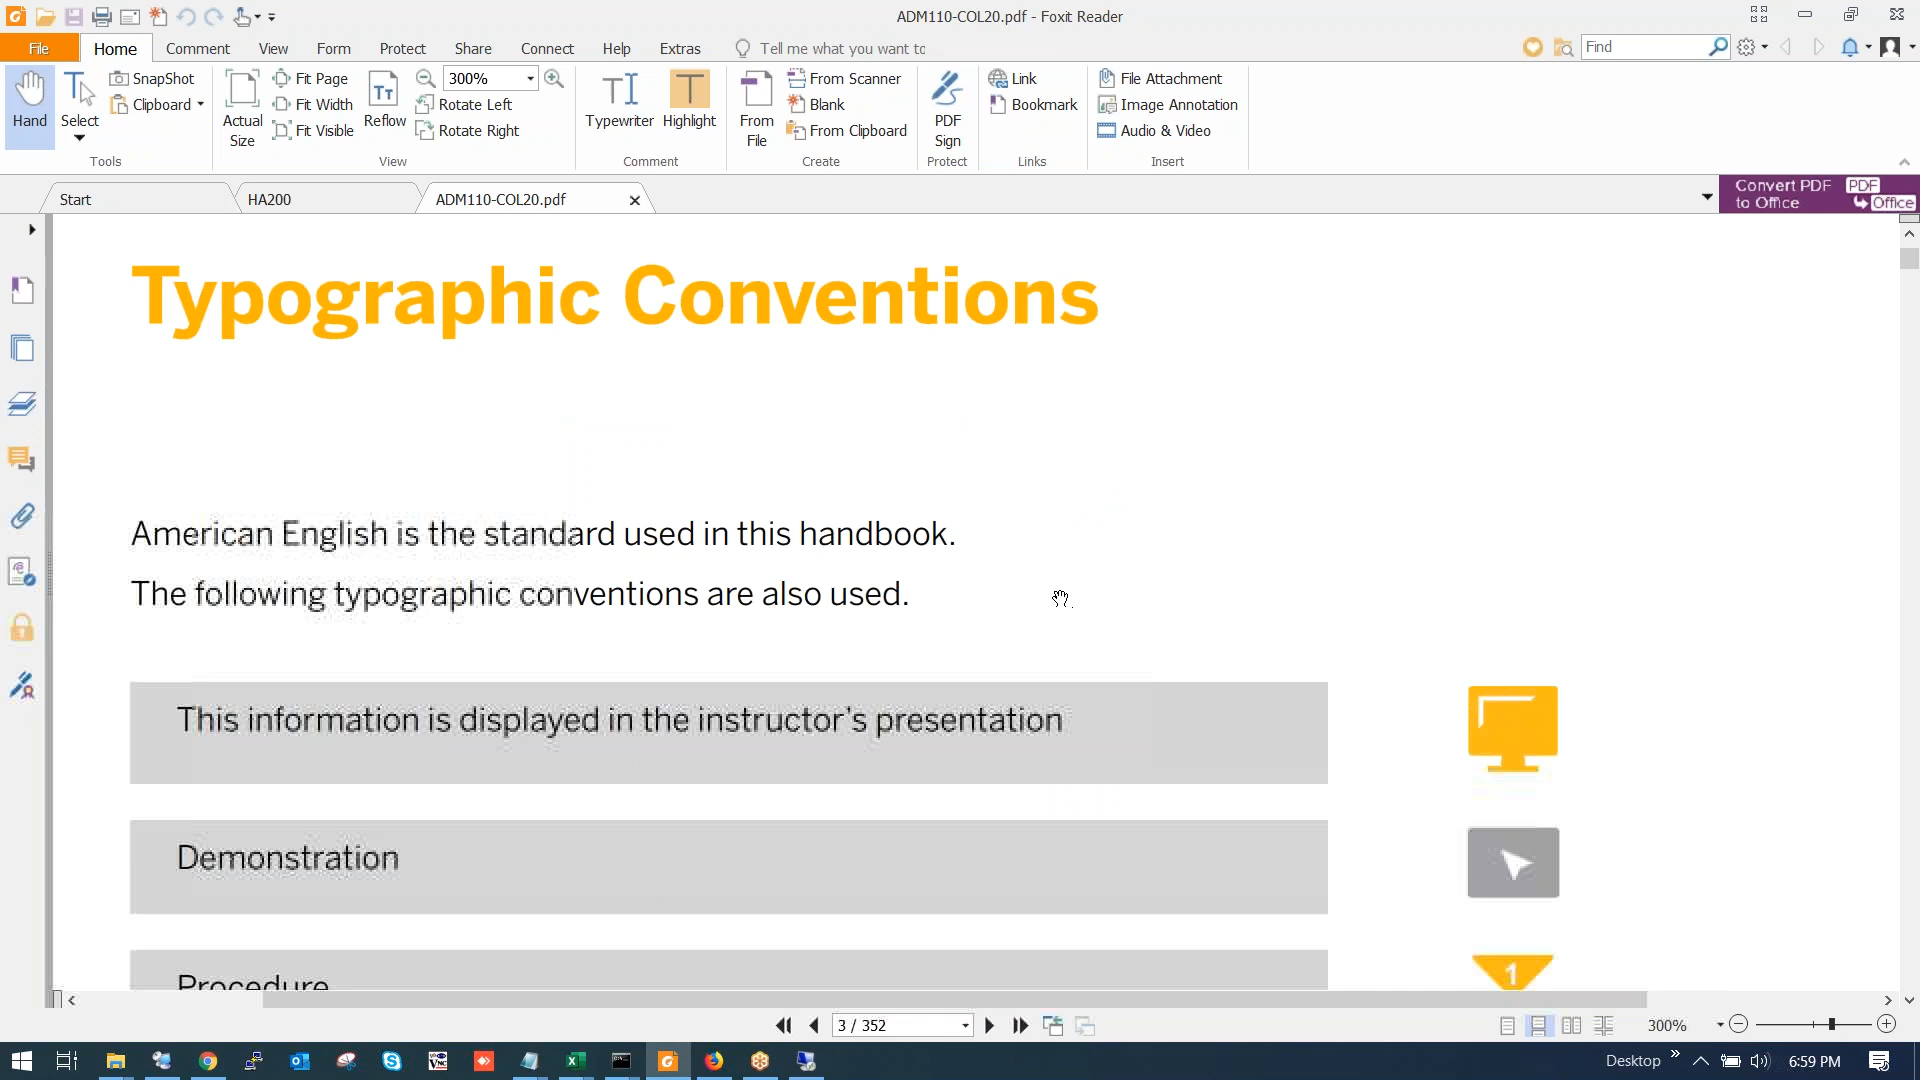 ADM110-COL20.pdf - Foxit Reader
File Home Comment View Form Protect Share Connect Help Extras Tell me what you want to Find
Hand
Select
SnapShot
Clipboard
Tools
Actual Size
Fit Page
Fit Width
Fit Visible
Reflow
300%
Rotate Left
Rotate Right
View
Typewriter
Highlight
Comment
From File
From Scanner
Blank
From Clipboard
Create
PDF Sign
Protect
Link
Bookmark
Links
File Attachment
Image Annotation
Audio & Video
Insert
Start HA200 ADM110-COL20.pdf
Convert PDF to Office PDF Office
Typographic Conventions
American English is the standard used in this handbook.
The following typographic conventions are also used.
This information is displayed in the instructor's presentation
Demonstration
Procedure
1
3 / 352
300%
Desktop 6:59 PM